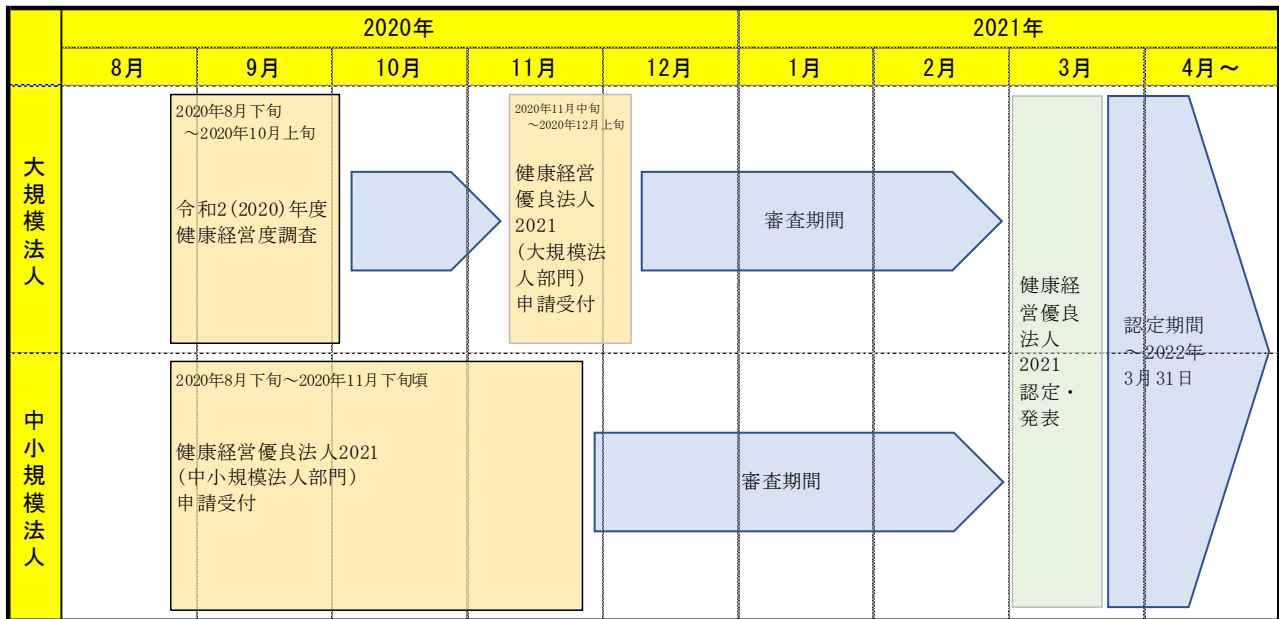 2020年
2021年
8月
9月
10月
11月
12月
1月
2月
3月
4月～
大規模法人
2020年8月下旬
～2020年10月上旬
令和2(2020)年度
健康経営度調査
2020年11月中旬
～2020年12月上旬
健康経営
優良法人
2021
(大規模法
人部門)
申請受付
審査期間
健康経
営優良
法人
2021
認定・
発表
認定期間
～2022年
3月31日
中小規模法人
2020年8月下旬～2020年11月下旬頃
健康経営優良法人2021
(中小規模法人部門)
申請受付
審査期間